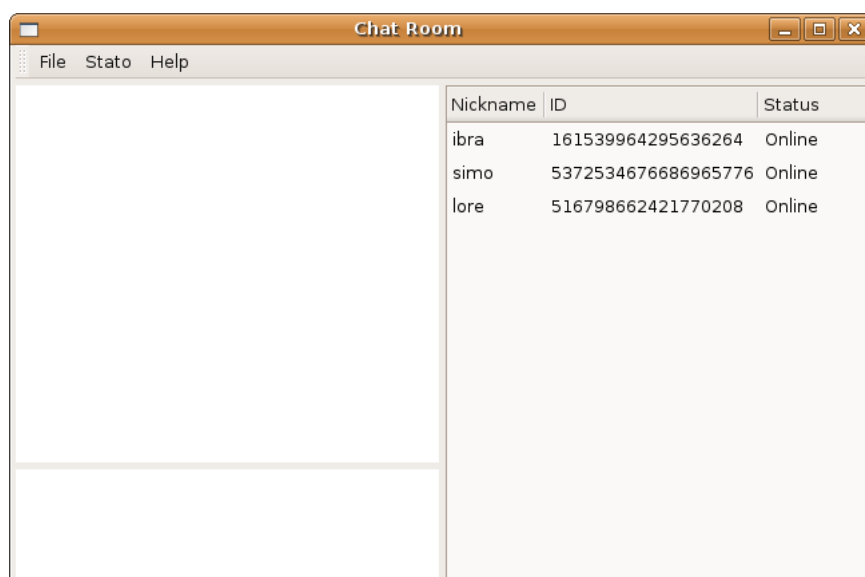 Chat Room
File Stato Help
Nickname ID Status
ibra 161539964295636264 Online
simo 5372534676686965776 Online
lore 516798662421770208 Online